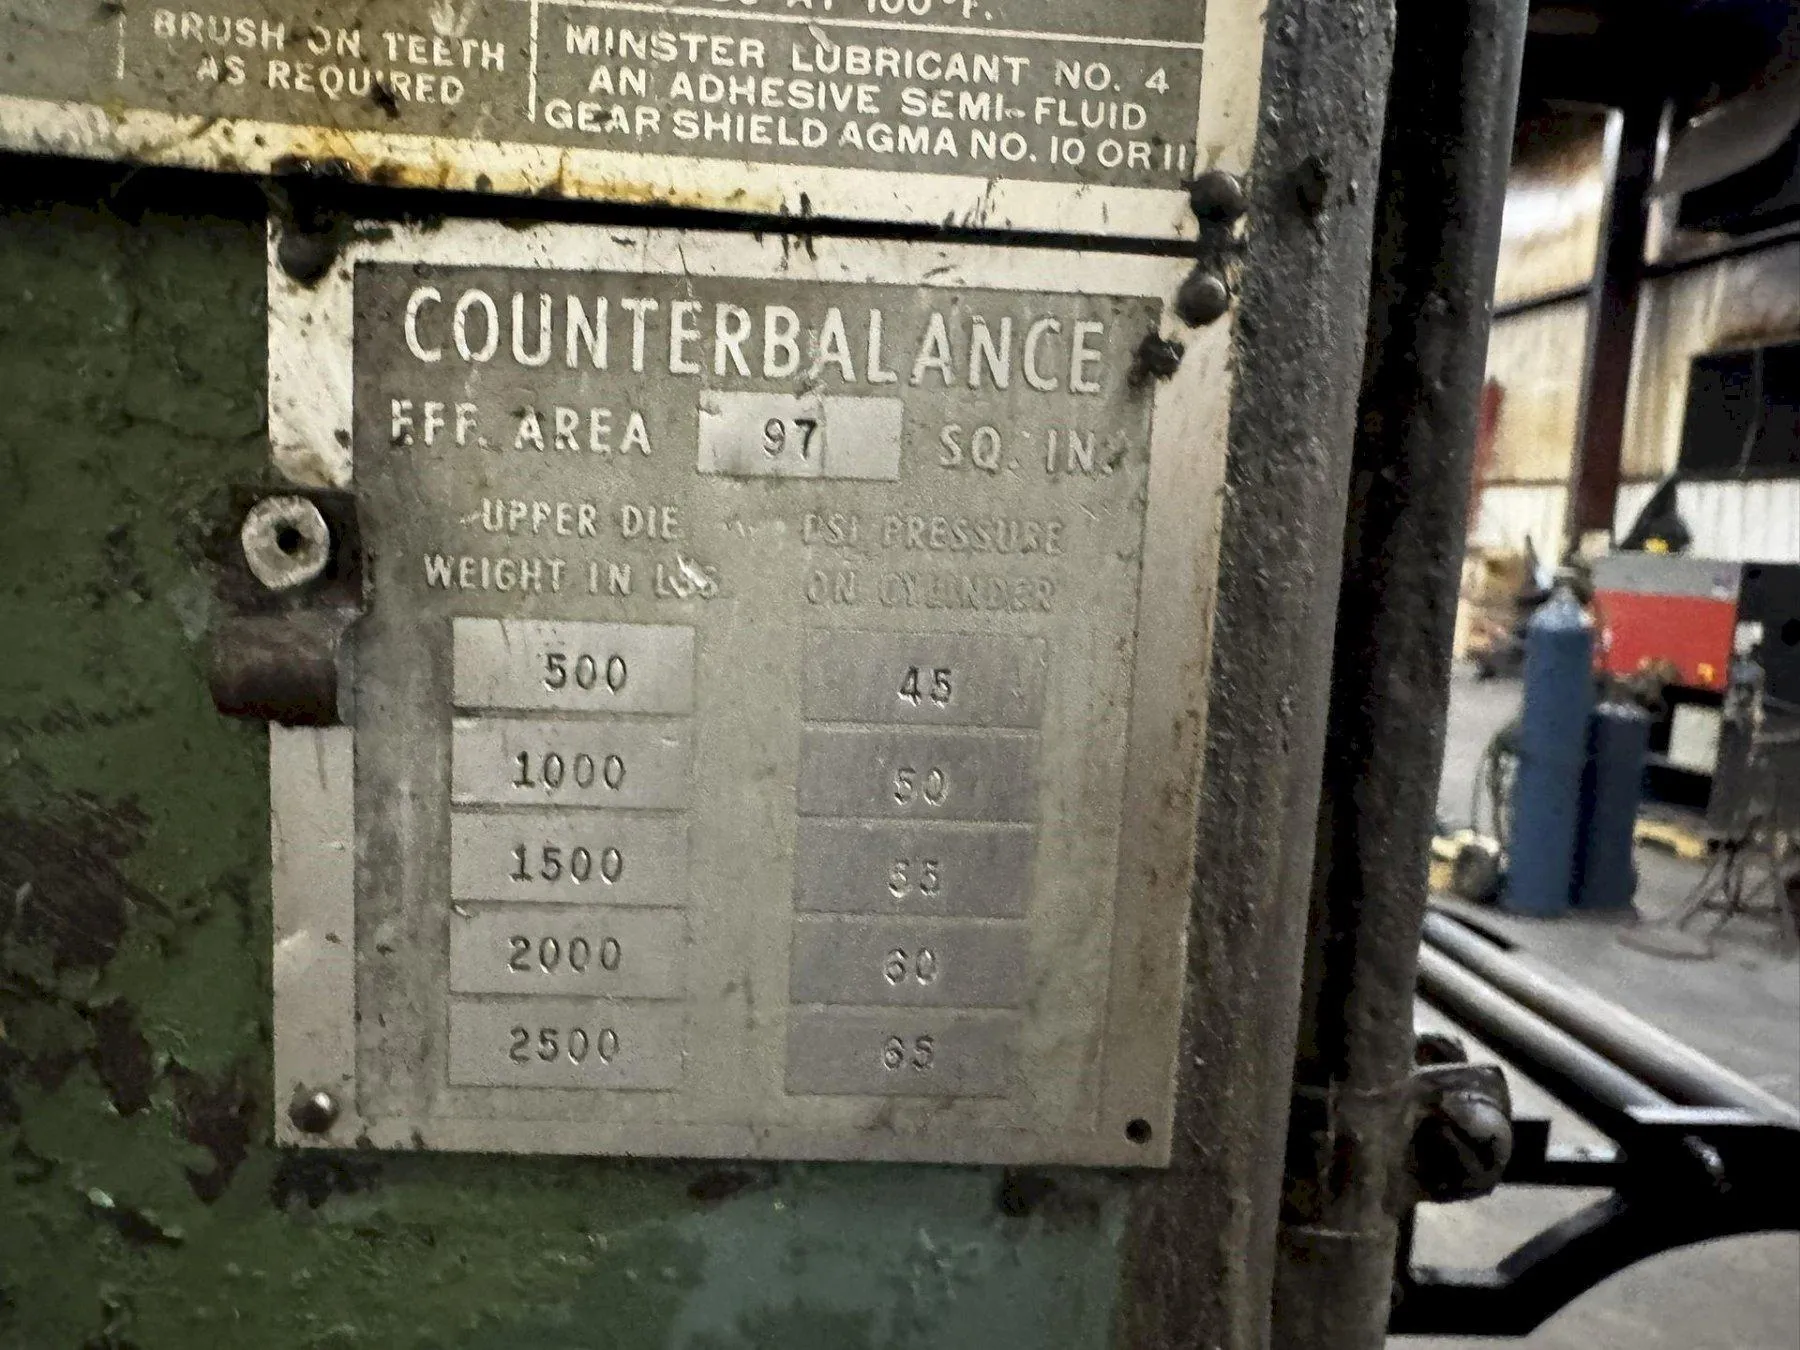 AT 100°F.
BRUSH ON TEETH
AS REQUIRED
MINSTER LUBRICANT NO. 4
AN ADHESIVE SEMI-FLUID
GEAR SHIELD AGMA NO. 10 OR 11
COUNTERBALANCE
EFF. AREA 97 SQ. IN.
UPPER DIE
WEIGHT IN LBS.
PSI PRESSURE
ON CYLINDER
500 45
1000 50
1500 55
2000 60
2500 65